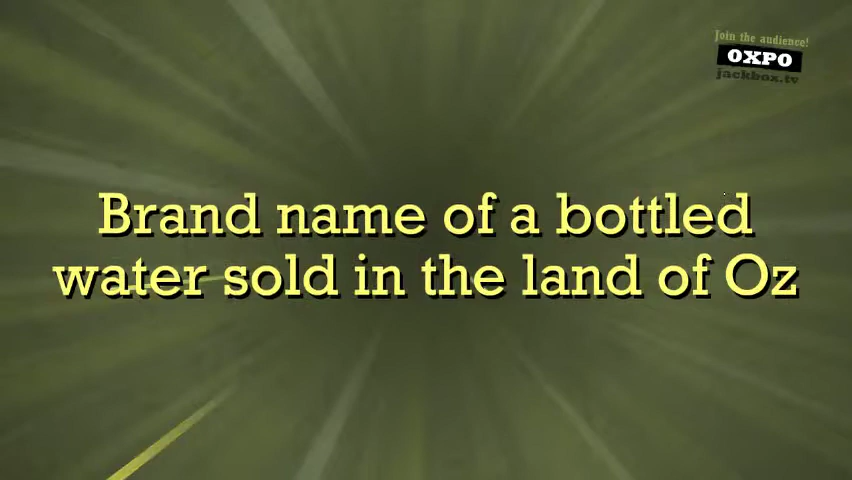 Join the audience!
OXPO
jackbox.tv
Brand name of a bottled
water sold in the land of Oz